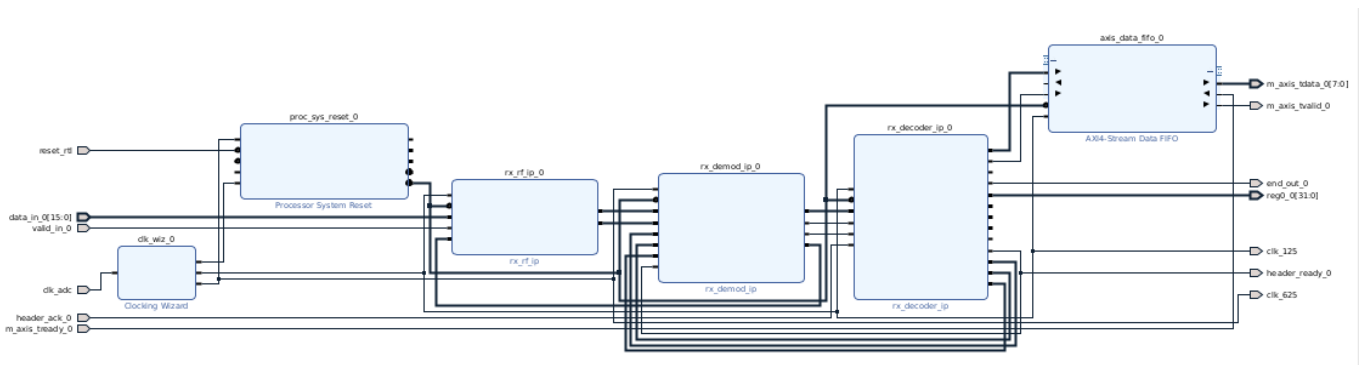 axis_data_fifo_0
m_axis_tdata_0[7:0]
m_axis_tvalid_0
AXI4-Stream Data FIFO
proc_sys_reset_0
rx_decoder_ip_0
reset_rtl
rx_rf_ip_0
rx_demod_ip_0
end_out_0
reg0_0[31:0]
Processor System Reset
data_in_0[15:0]
valid_in_0
clk_wiz_0
clk_125
rx_rf_ip
header_ready_0
clk_adc
rx_demod_ip
clk_625
Clocking Wizard
rx_decoder_ip
header_ack_0
m_axis_tready_0